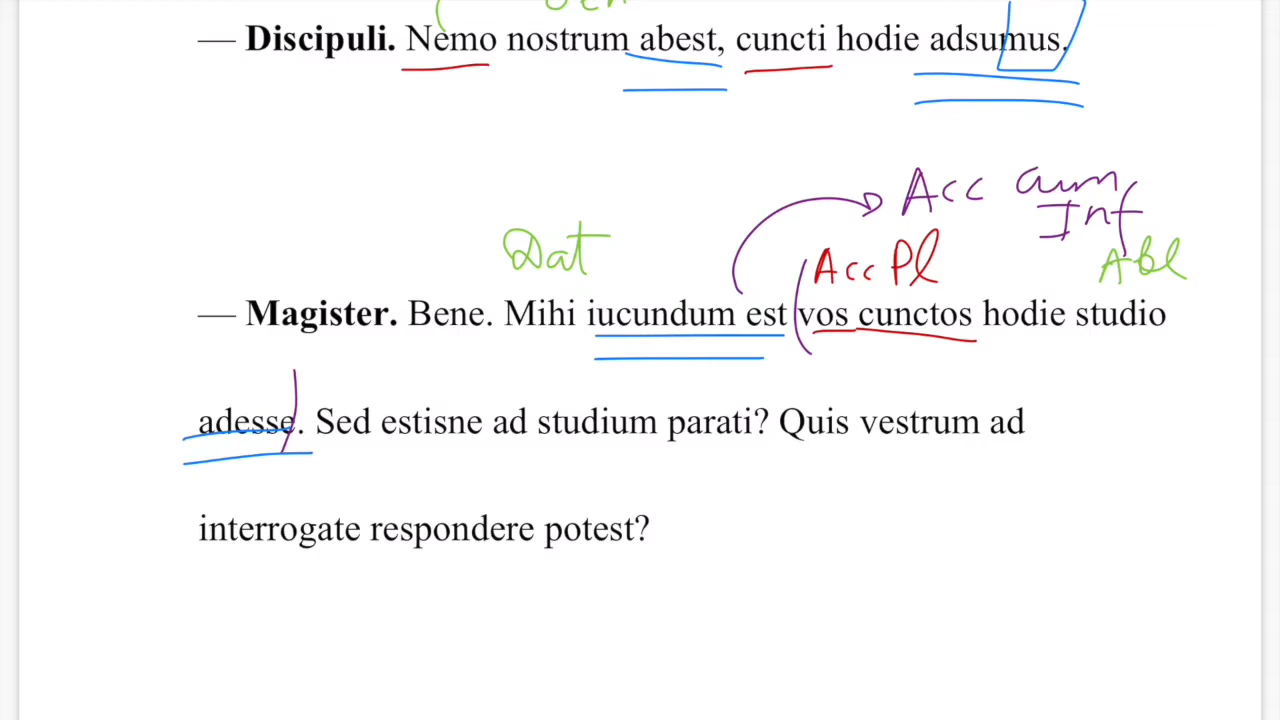 — Discipuli. Nemo nostrum abest, cuncti hodie adsumus.
Acc cum
Inf
Dat
Acc Pl
Abl
— Magister. Bene. Mihi iucundum est vos cunctos hodie studio
adesse. Sed estisne ad studium parati? Quis vestrum ad
interrogate respondere potest?